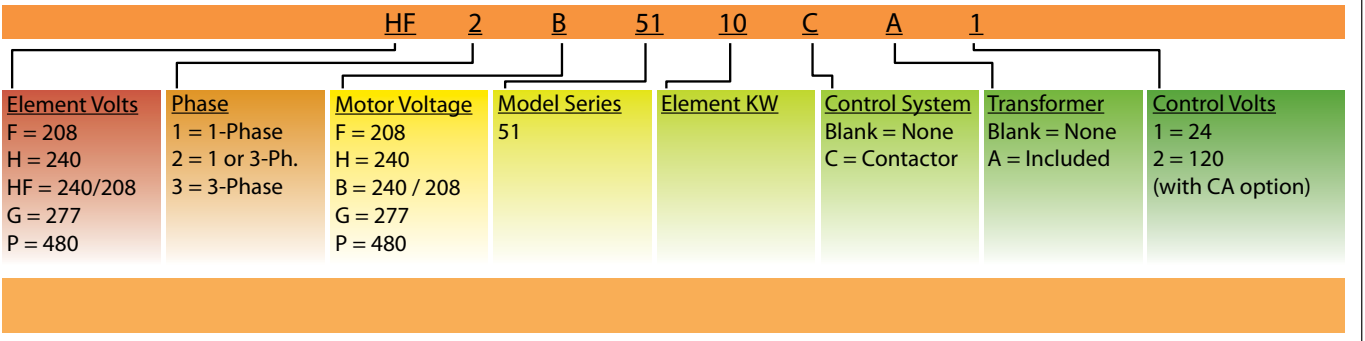 HF 2 B 51 10 C A 1
Element Volts
F = 208
H = 240
HF = 240/208
G = 277
P = 480
Phase
1 = 1-Phase
2 = 1 or 3-Ph.
3 = 3-Phase
Motor Voltage
F = 208
H = 240
B = 240 / 208
G = 277
P = 480
Model Series
51
Element KW
Control System
Blank = None
C = Contactor
Transformer
Blank = None
A = Included
Control Volts
1 = 24
2 = 120
(with CA option)